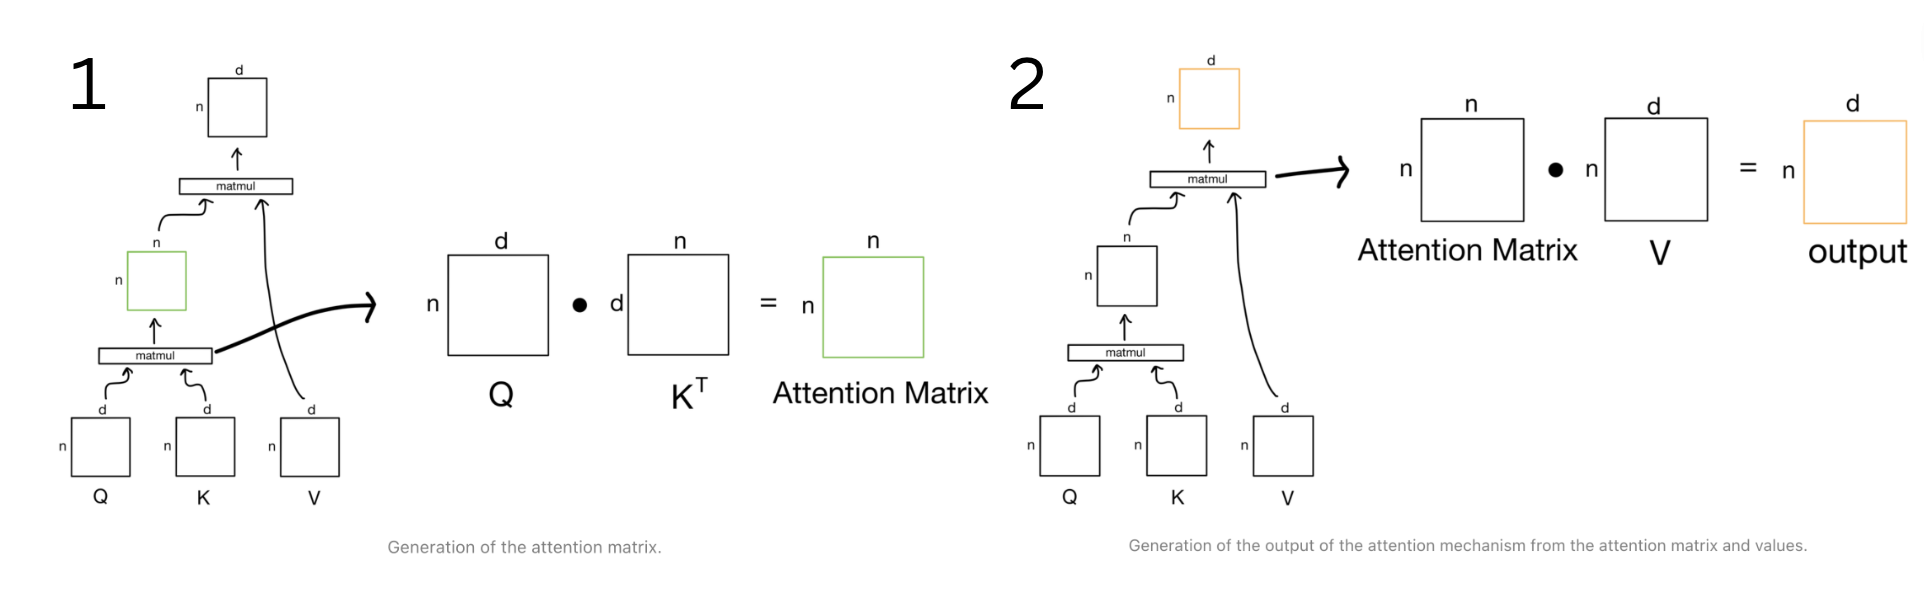 1
d
n
matmul
n
n
matmul
d
d
d
n
n
n
Q
K
V
d
n
n
n
d
=
n
Q
K^T
Attention Matrix
Generation of the attention matrix.
2
d
n
matmul
n
n
matmul
d
d
d
n
n
n
Q
K
V
n
d
d
n
n
=
n
Attention Matrix
V
output
Generation of the output of the attention mechanism from the attention matrix and values.